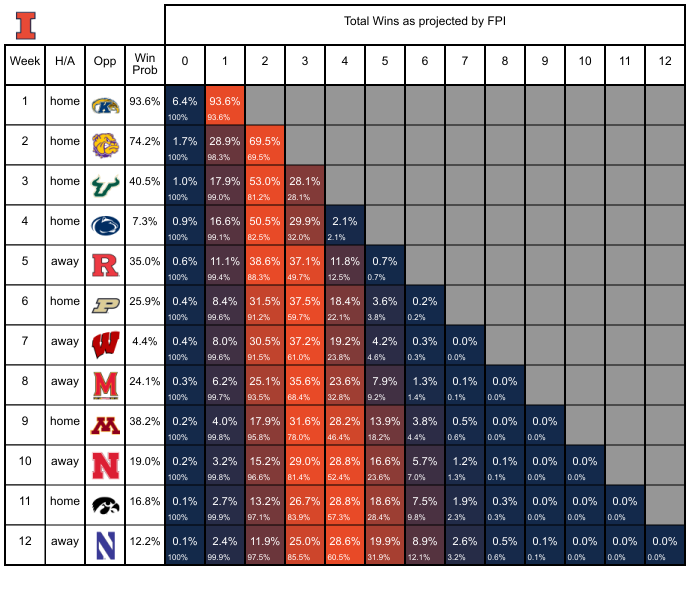 I
Total Wins as projected by FPI
Week H/A Opp Win Prob 0 1 2 3 4 5 6 7 8 9 10 11 12
1 home K 93.6% 6.4% 93.6%
100% 93.6%
2 home 74.2% 1.7% 28.9% 69.5%
100% 98.3% 69.5%
3 home 40.5% 1.0% 17.9% 53.0% 28.1%
100% 99.0% 81.2% 28.1%
4 home 7.3% 0.9% 16.6% 50.5% 29.9% 2.1%
100% 99.1% 82.5% 32.0% 2.1%
5 away R 35.0% 0.6% 11.1% 38.6% 37.1% 11.8% 0.7%
100% 99.4% 88.3% 49.7% 12.5% 0.7%
6 home P 25.9% 0.4% 8.4% 31.5% 37.5% 18.4% 3.6% 0.2%
100% 99.6% 91.2% 59.7% 22.1% 3.8% 0.2%
7 away W 4.4% 0.4% 8.0% 30.5% 37.2% 19.2% 4.2% 0.3% 0.0%
100% 99.6% 91.5% 61.0% 23.8% 4.6% 0.3% 0.0%
8 away M 24.1% 0.3% 6.2% 25.1% 35.6% 23.6% 7.9% 1.3% 0.1% 0.0%
100% 99.7% 93.5% 68.4% 32.8% 9.2% 1.4% 0.1% 0.0%
9 home M 38.2% 0.2% 4.0% 17.9% 31.6% 28.2% 13.9% 3.8% 0.5% 0.0% 0.0%
100% 99.8% 95.8% 78.0% 46.4% 18.2% 4.4% 0.6% 0.0% 0.0%
10 away N 19.0% 0.2% 3.2% 15.2% 29.0% 28.8% 16.6% 5.7% 1.2% 0.1% 0.0% 0.0%
100% 99.8% 96.6% 81.4% 52.4% 23.6% 7.0% 1.3% 0.1% 0.0% 0.0%
11 home 16.8% 0.1% 2.7% 13.2% 26.7% 28.8% 18.6% 7.5% 1.9% 0.3% 0.0% 0.0% 0.0%
100% 99.9% 97.1% 83.9% 57.3% 28.4% 9.8% 2.3% 0.3% 0.0% 0.0% 0.0%
12 away N 12.2% 0.1% 2.4% 11.9% 25.0% 28.6% 19.9% 8.9% 2.6% 0.5% 0.1% 0.0% 0.0% 0.0%
100% 99.9% 97.5% 85.5% 60.5% 31.9% 12.1% 3.2% 0.6% 0.1% 0.0% 0.0% 0.0%